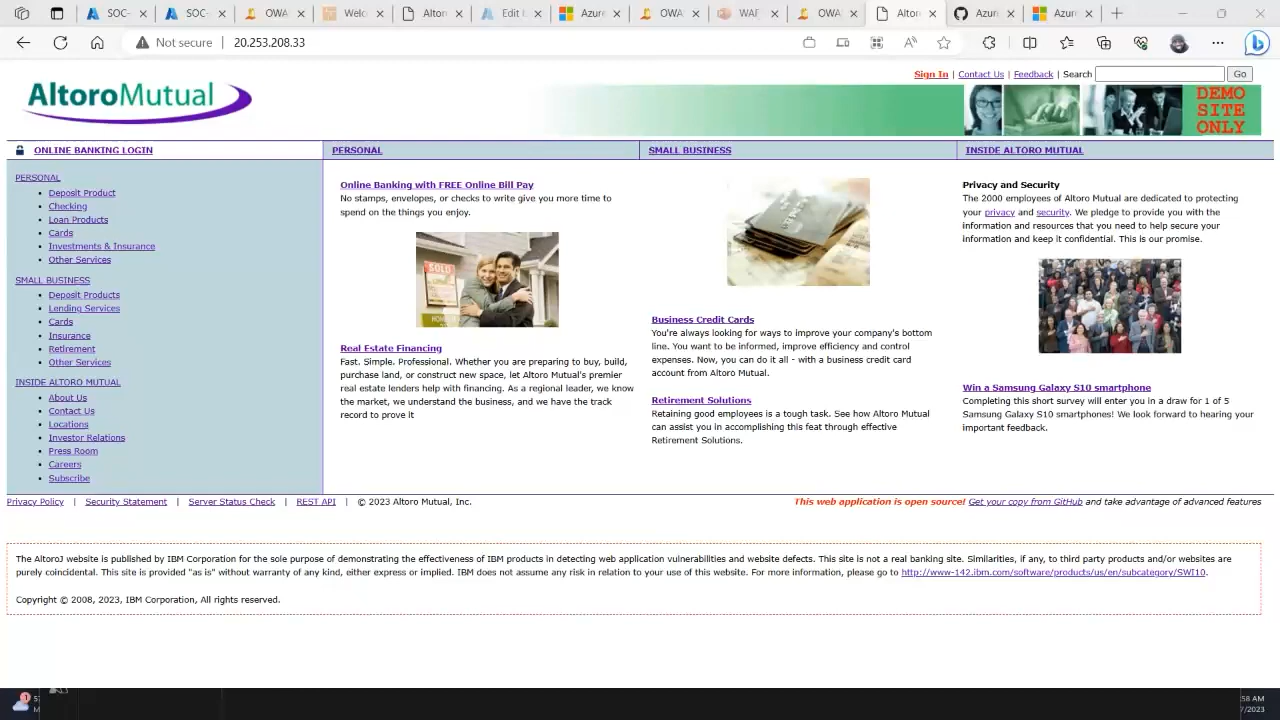 SOC-
SOC-
OWA
Welc
Altor
Edit b
Azure
OWA
WAF
OWA
Altor
Azur
Azur
Not secure
20.253.208.33
Sign In | Contact Us | Feedback | Search
Go
AltoroMutual
DEMO
SITE
ONLY
ONLINE BANKING LOGIN
PERSONAL
SMALL BUSINESS
INSIDE ALTORO MUTUAL
PERSONAL
Deposit Product
Checking
Loan Products
Cards
Investments & Insurance
Other Services
SMALL BUSINESS
Deposit Products
Lending Services
Cards
Insurance
Retirement
Other Services
INSIDE ALTORO MUTUAL
About Us
Contact Us
Locations
Investor Relations
Press Room
Careers
Subscribe
Online Banking with FREE Online Bill Pay
No stamps, envelopes, or checks to write give you more time to
spend on the things you enjoy.
SOLD
Real Estate Financing
Fast. Simple. Professional. Whether you are preparing to buy, build,
purchase land, or construct new space, let Altoro Mutual's premier
real estate lenders help with financing. As a regional leader, we know
the market, we understand the business, and we have the track
record to prove it
Business Credit Cards
You're always looking for ways to improve your company's bottom
line. You want to be informed, improve efficiency and control
expenses. Now, you can do it all - with a business credit card
account from Altoro Mutual.
Retirement Solutions
Retaining good employees is a tough task. See how Altoro Mutual
can assist you in accomplishing this feat through effective
Retirement Solutions.
Privacy and Security
The 2000 employees of Altoro Mutual are dedicated to protecting
your privacy and security. We pledge to provide you with the
information and resources that you need to help secure your
information and keep it confidential. This is our promise.
Win a Samsung Galaxy S10 smartphone
Completing this short survey will enter you in a draw for 1 of 5
Samsung Galaxy S10 smartphones! We look forward to hearing your
important feedback.
Privacy Policy | Security Statement | Server Status Check | REST API | © 2023 Altoro Mutual, Inc.
This web application is open source! Get your copy from GitHub and take advantage of advanced features
The AltoroJ website is published by IBM Corporation for the sole purpose of demonstrating the effectiveness of IBM products in detecting web application vulnerabilities and website defects. This site is not a real banking site. Similarities, if any, to third party products and/or websites are
purely coincidental. This site is provided "as is" without warranty of any kind, either express or implied. IBM does not assume any risk in relation to your use of this website. For more information, please go to http://www-142.ibm.com/software/products/us/en/subcategory/SWI10.
Copyright © 2008, 2023, IBM Corporation, All rights reserved.
1
:58 AM
/2023